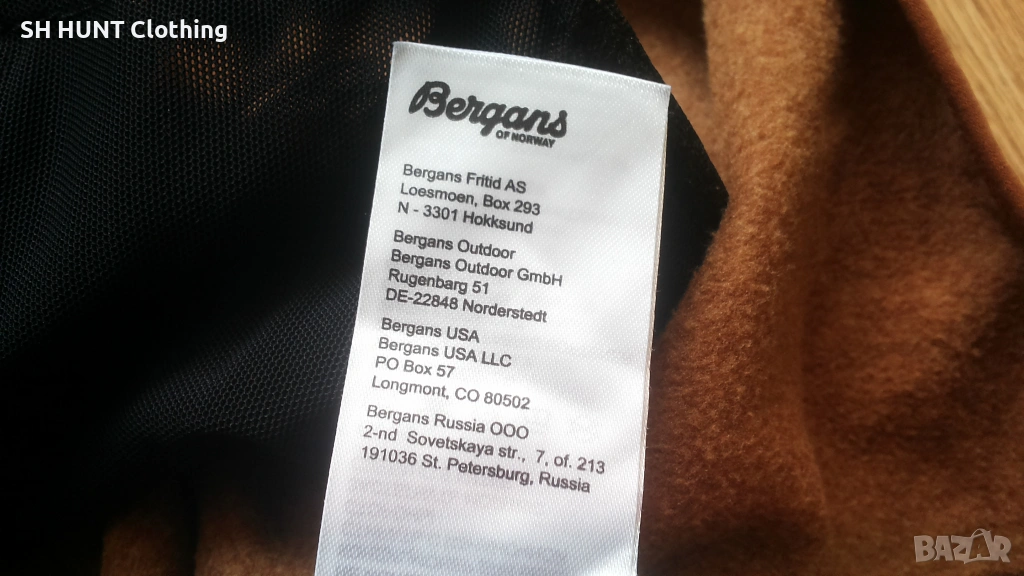 SH HUNT Clothing
Bergans
OF NORWAY
Bergans Fritid AS
Loesmoen, Box 293
N - 3301 Hokksund
Bergans Outdoor
Bergans Outdoor GmbH
Rugenbarg 51
DE-22848 Norderstedt
Bergans USA
Bergans USA LLC
PO Box 57
Longmont, CO 80502
Bergans Russia OOO
2-nd Sovetskaya str., 7, of. 213
191036 St. Petersburg, Russia
BAZAR